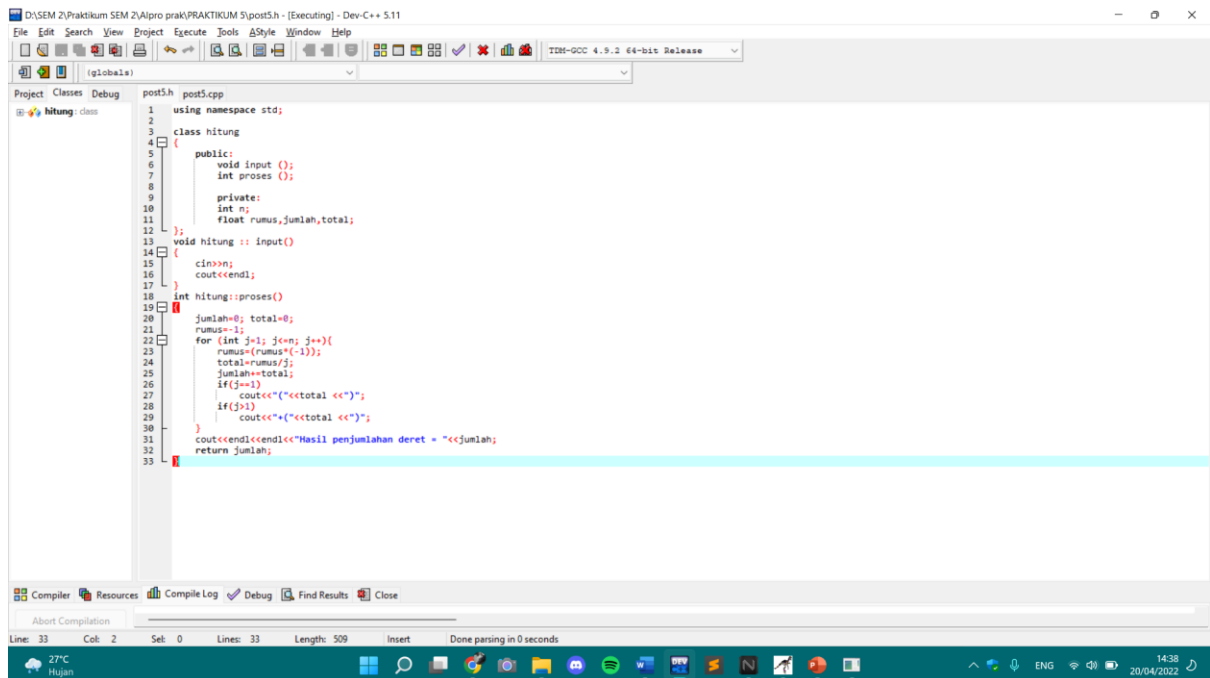 D:\SEM 2\Praktikum SEM 2\Alpro prak\PRAKTIKUM 5\post5.h - [Executing] - Dev-C++ 5.11
File Edit Search View Project Execute Tools AStyle Window Help
TDM-GCC 4.9.2 64-bit Release
(globals)
Project Classes Debug post5.h post5.cpp
hitung : class
1 using namespace std;
2
3 class hitung
4 {
5 public:
6 void input ();
7 int proses ();
8
9 private:
10 int n;
11 float rumus,jumlah,total;
12 };
13 void hitung :: input()
14 {
15 cin>>n;
16 cout<<endl;
17 }
18 int hitung::proses()
19 {
20 jumlah=0; total=0;
21 rumus=-1;
22 for (int j=1; j<=n; j++){
23 rumus=(rumus*(-1));
24 total=rumus/j;
25 jumlah+=total;
26 if(j==1)
27 cout<<"("<<total <<")";
28 if(j>1)
29 cout<<"+("<<total <<")";
30 }
31 cout<<endl<<endl<<"Hasil penjumlahan deret = "<<jumlah;
32 return jumlah;
33 }
Compiler Resources Compile Log Debug Find Results Close
Abort Compilation
Line: 33 Col: 2 Sel: 0 Lines: 33 Length: 509 Insert Done parsing in 0 seconds
27°C
Hujan
ENG
14:38
20/04/2022